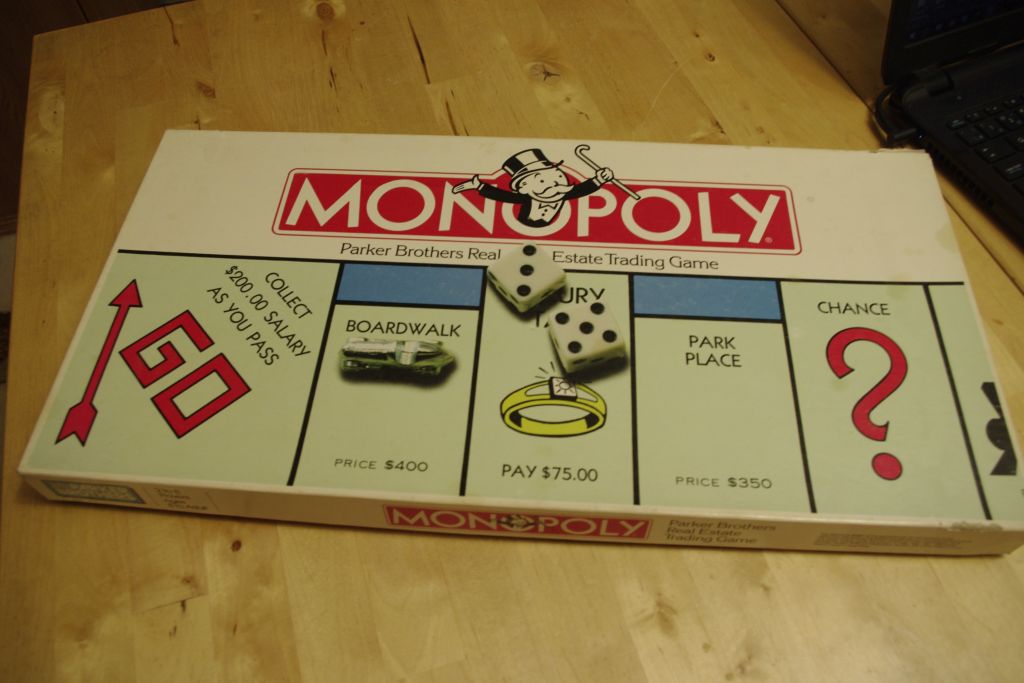 MONOPOLY
Parker Brothers Real Estate Trading Game
COLLECT
$200.00 SALARY
AS YOU PASS
GO
BOARDWALK
PRICE $400
URY
PAY $75.00
PARK
PLACE
PRICE $350
CHANCE
?
MONOPOLY
Parker Brothers
Real Estate
Trading Game